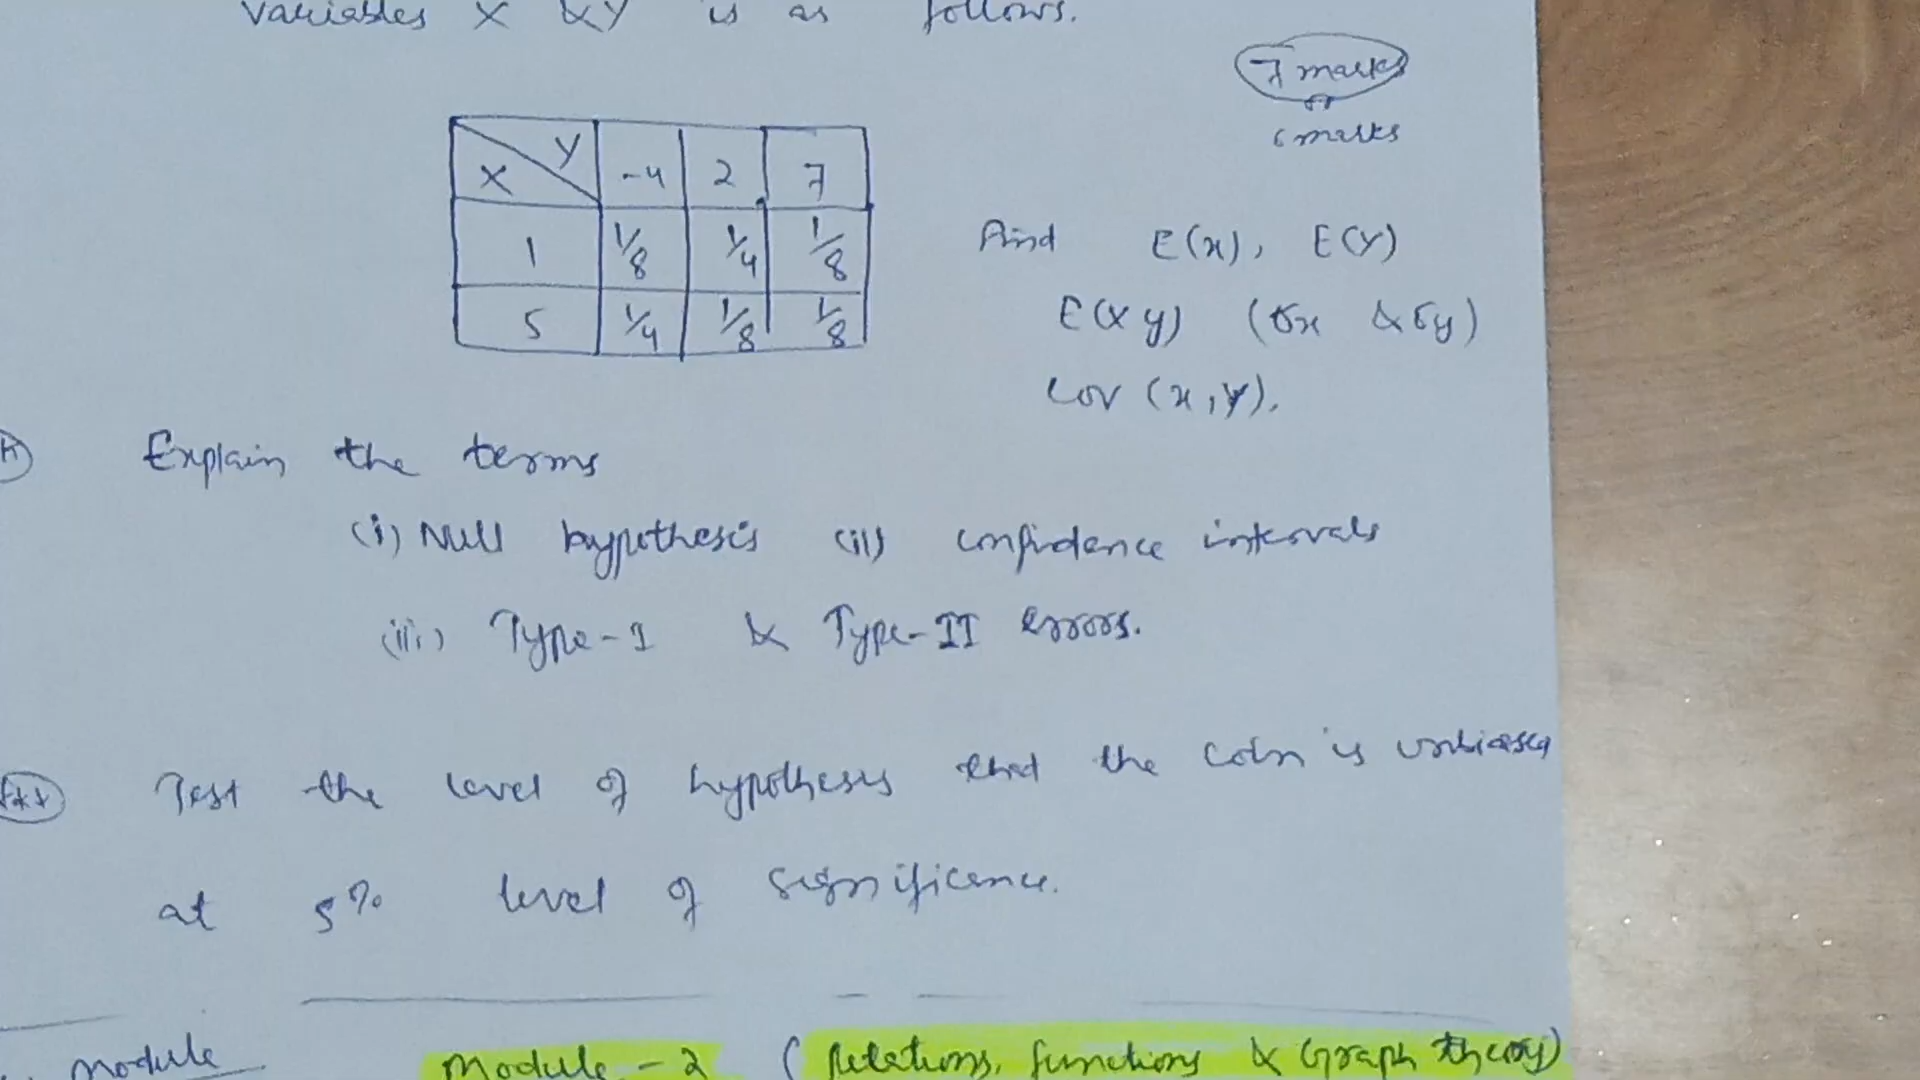 Variables X & Y is as follows.
7 marks
or
6 marks
X Y -4 2 7
1 1/8 1/4 1/8
5 1/4 1/8 1/8
Find E(x), E(Y)
E(xy) (σx & σy)
cov (x,y).
Explain the terms
(i) Null hypothesis (ii) confidence intervals
(iii) Type-I & Type-II errors.
Test the level of hypothesis that the coin is unbiased
at 5% level of significance.
module Module-2 (Relations, functions & Graph theory)